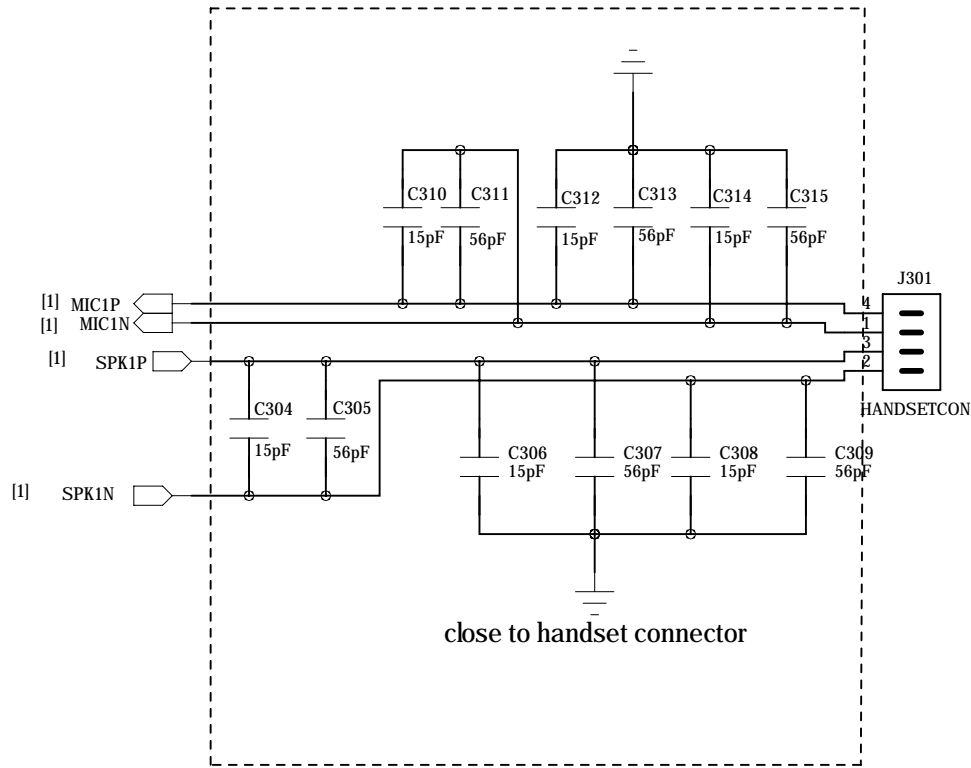 C310 C311 C312 C313 C314 C315
15pF 56pF 15pF 56pF 15pF 56pF
J301
[1] MIC1P 4
[1] MIC1N 1
[1] SPK1P 3
2
HANDSETCON
C304 C305
15pF 56pF
C306 C307 C308 C309
15pF 56pF 15pF 56pF
[1] SPK1N
close to handset connector